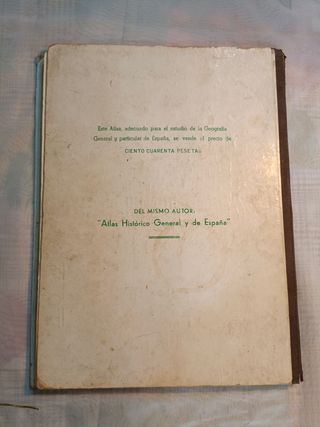 Este Atlas, adecuado para el estudio de la Geografía
General y particular de España, se vende al precio de
CIENTO CUARENTA PESETAS
DEL MISMO AUTOR:
"Atlas Histórico General y de España"